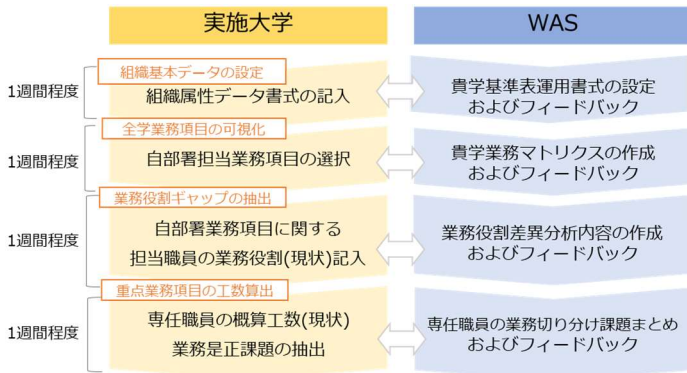 実施大学
WAS
1週間程度
組織基本データの設定
組織属性データ書式の記入
貴学基準表運用書式の設定
およびフィードバック
1週間程度
全学業務項目の可視化
自部署担当業務項目の選択
貴学業務マトリクスの作成
およびフィードバック
1週間程度
業務役割ギャップの抽出
自部署業務項目に関する
担当職員の業務役割(現状)記入
業務役割差異分析内容の作成
およびフィードバック
1週間程度
重点業務項目の工数算出
専任職員の概算工数(現状)
業務是正課題の抽出
専任職員の業務切り分け課題まとめ
およびフィードバック